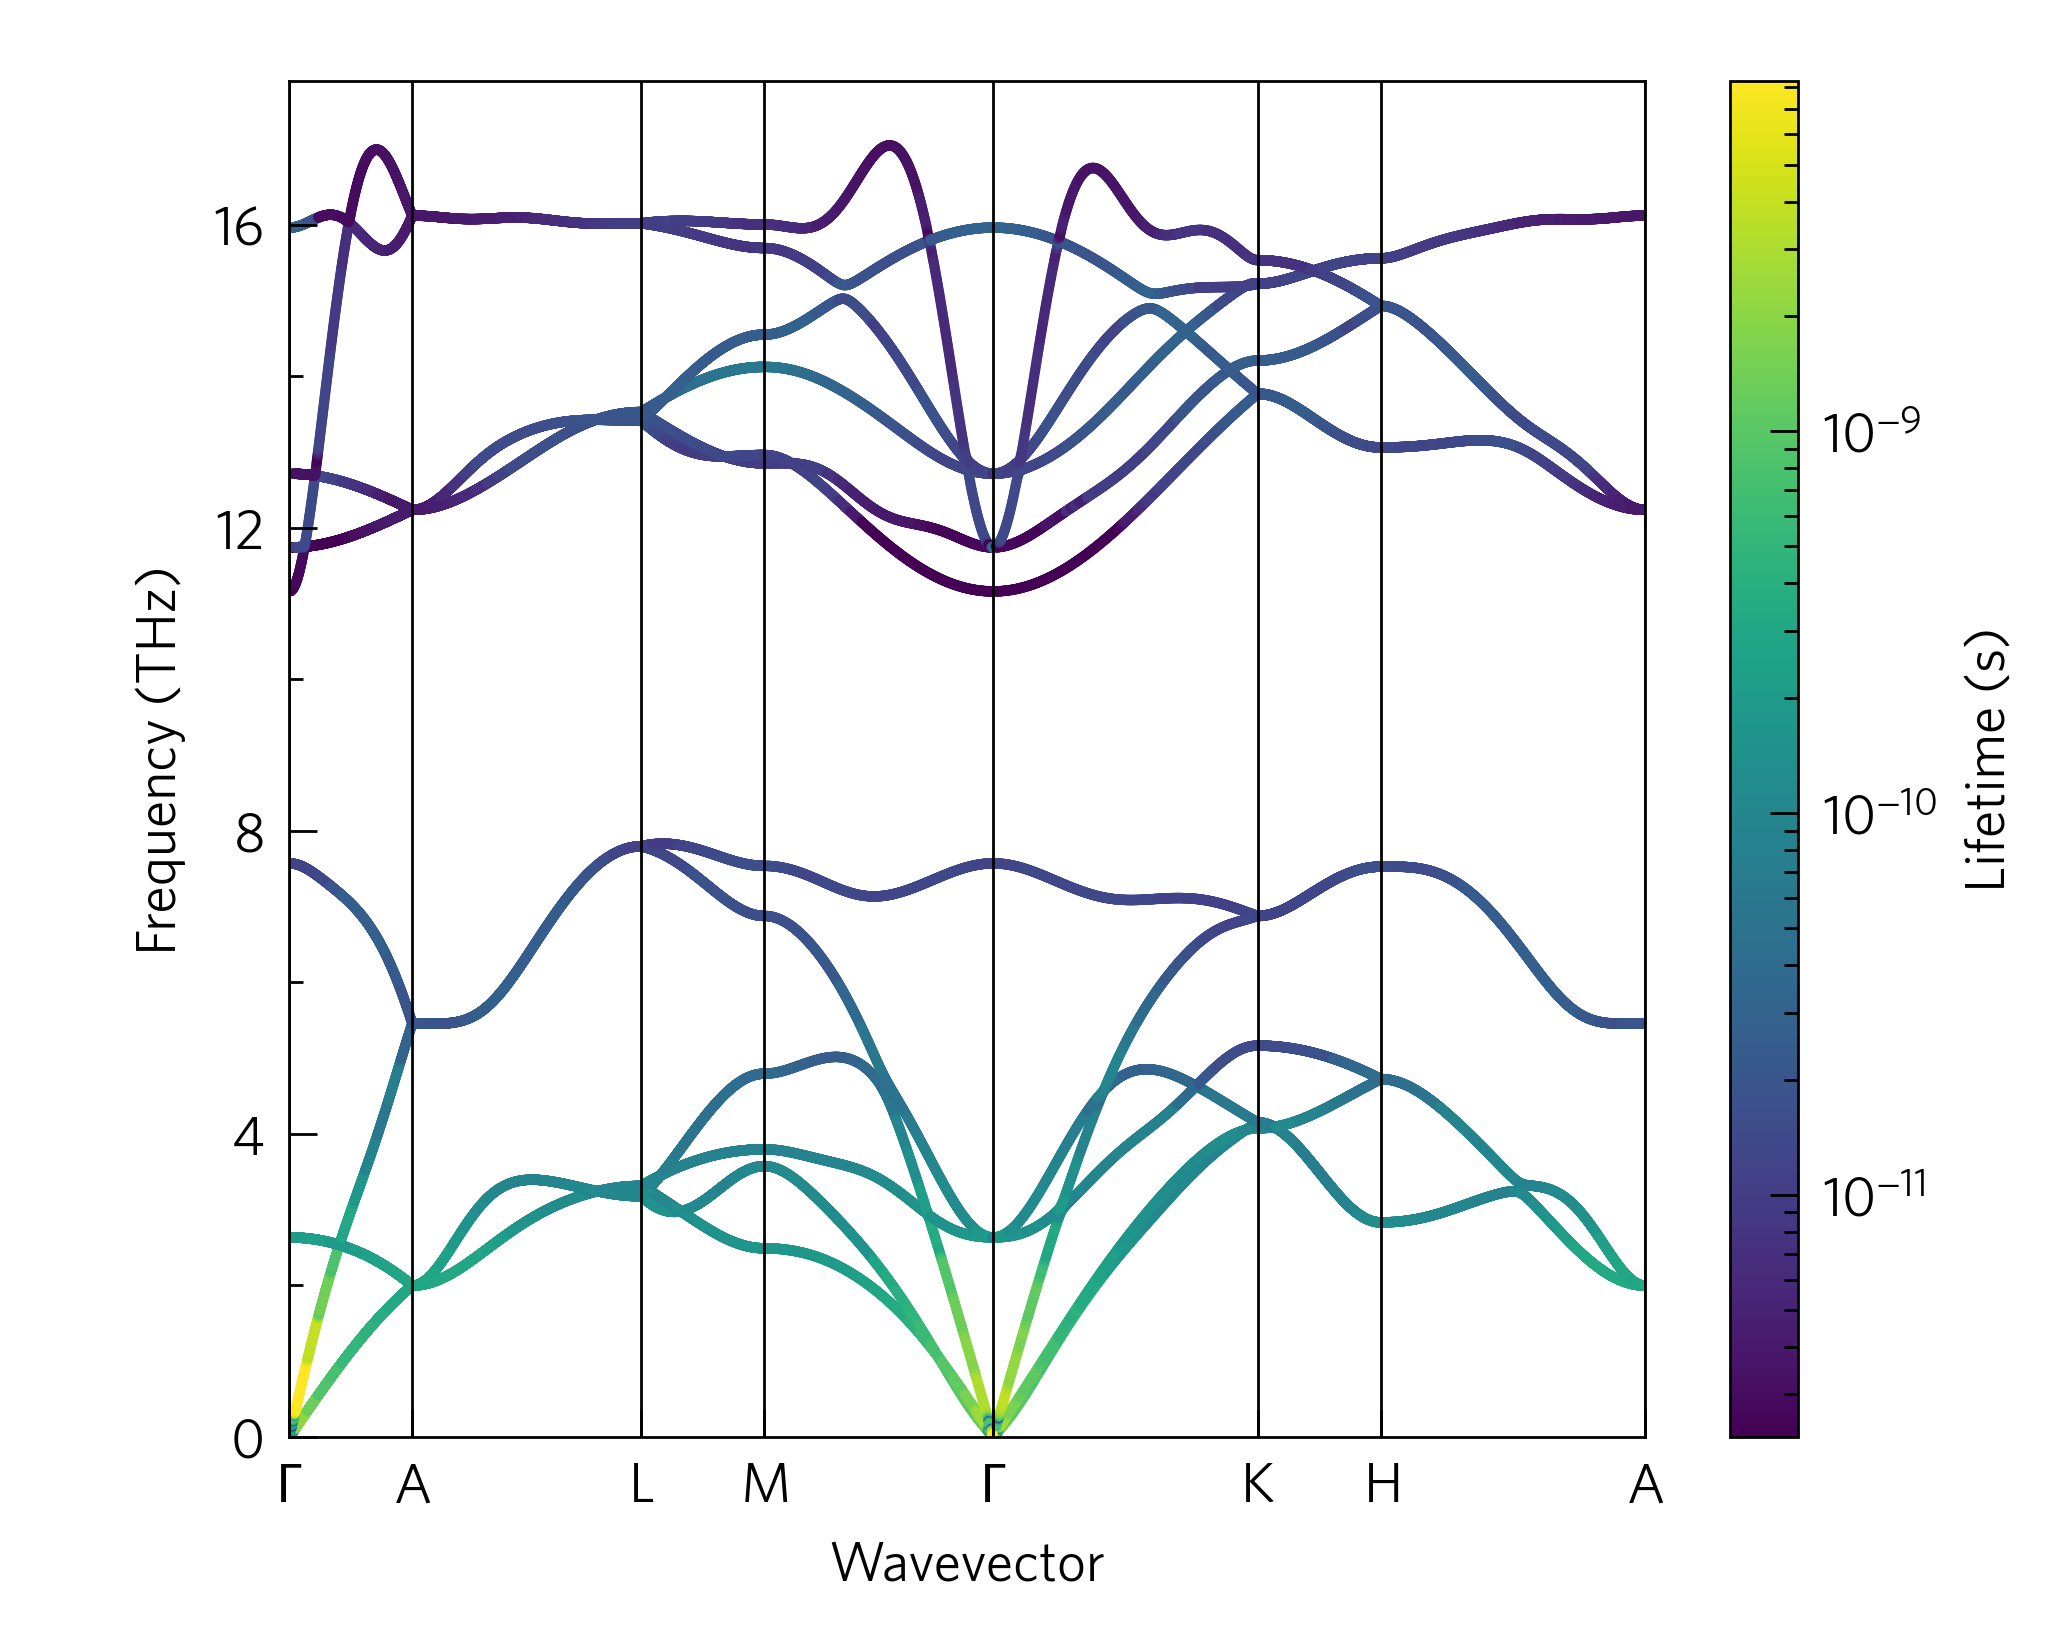 Frequency (THz)
16
12
8
4
0
Γ A L M Γ K H A
Wavevector
10⁻⁹
10⁻¹⁰
10⁻¹¹
Lifetime (s)